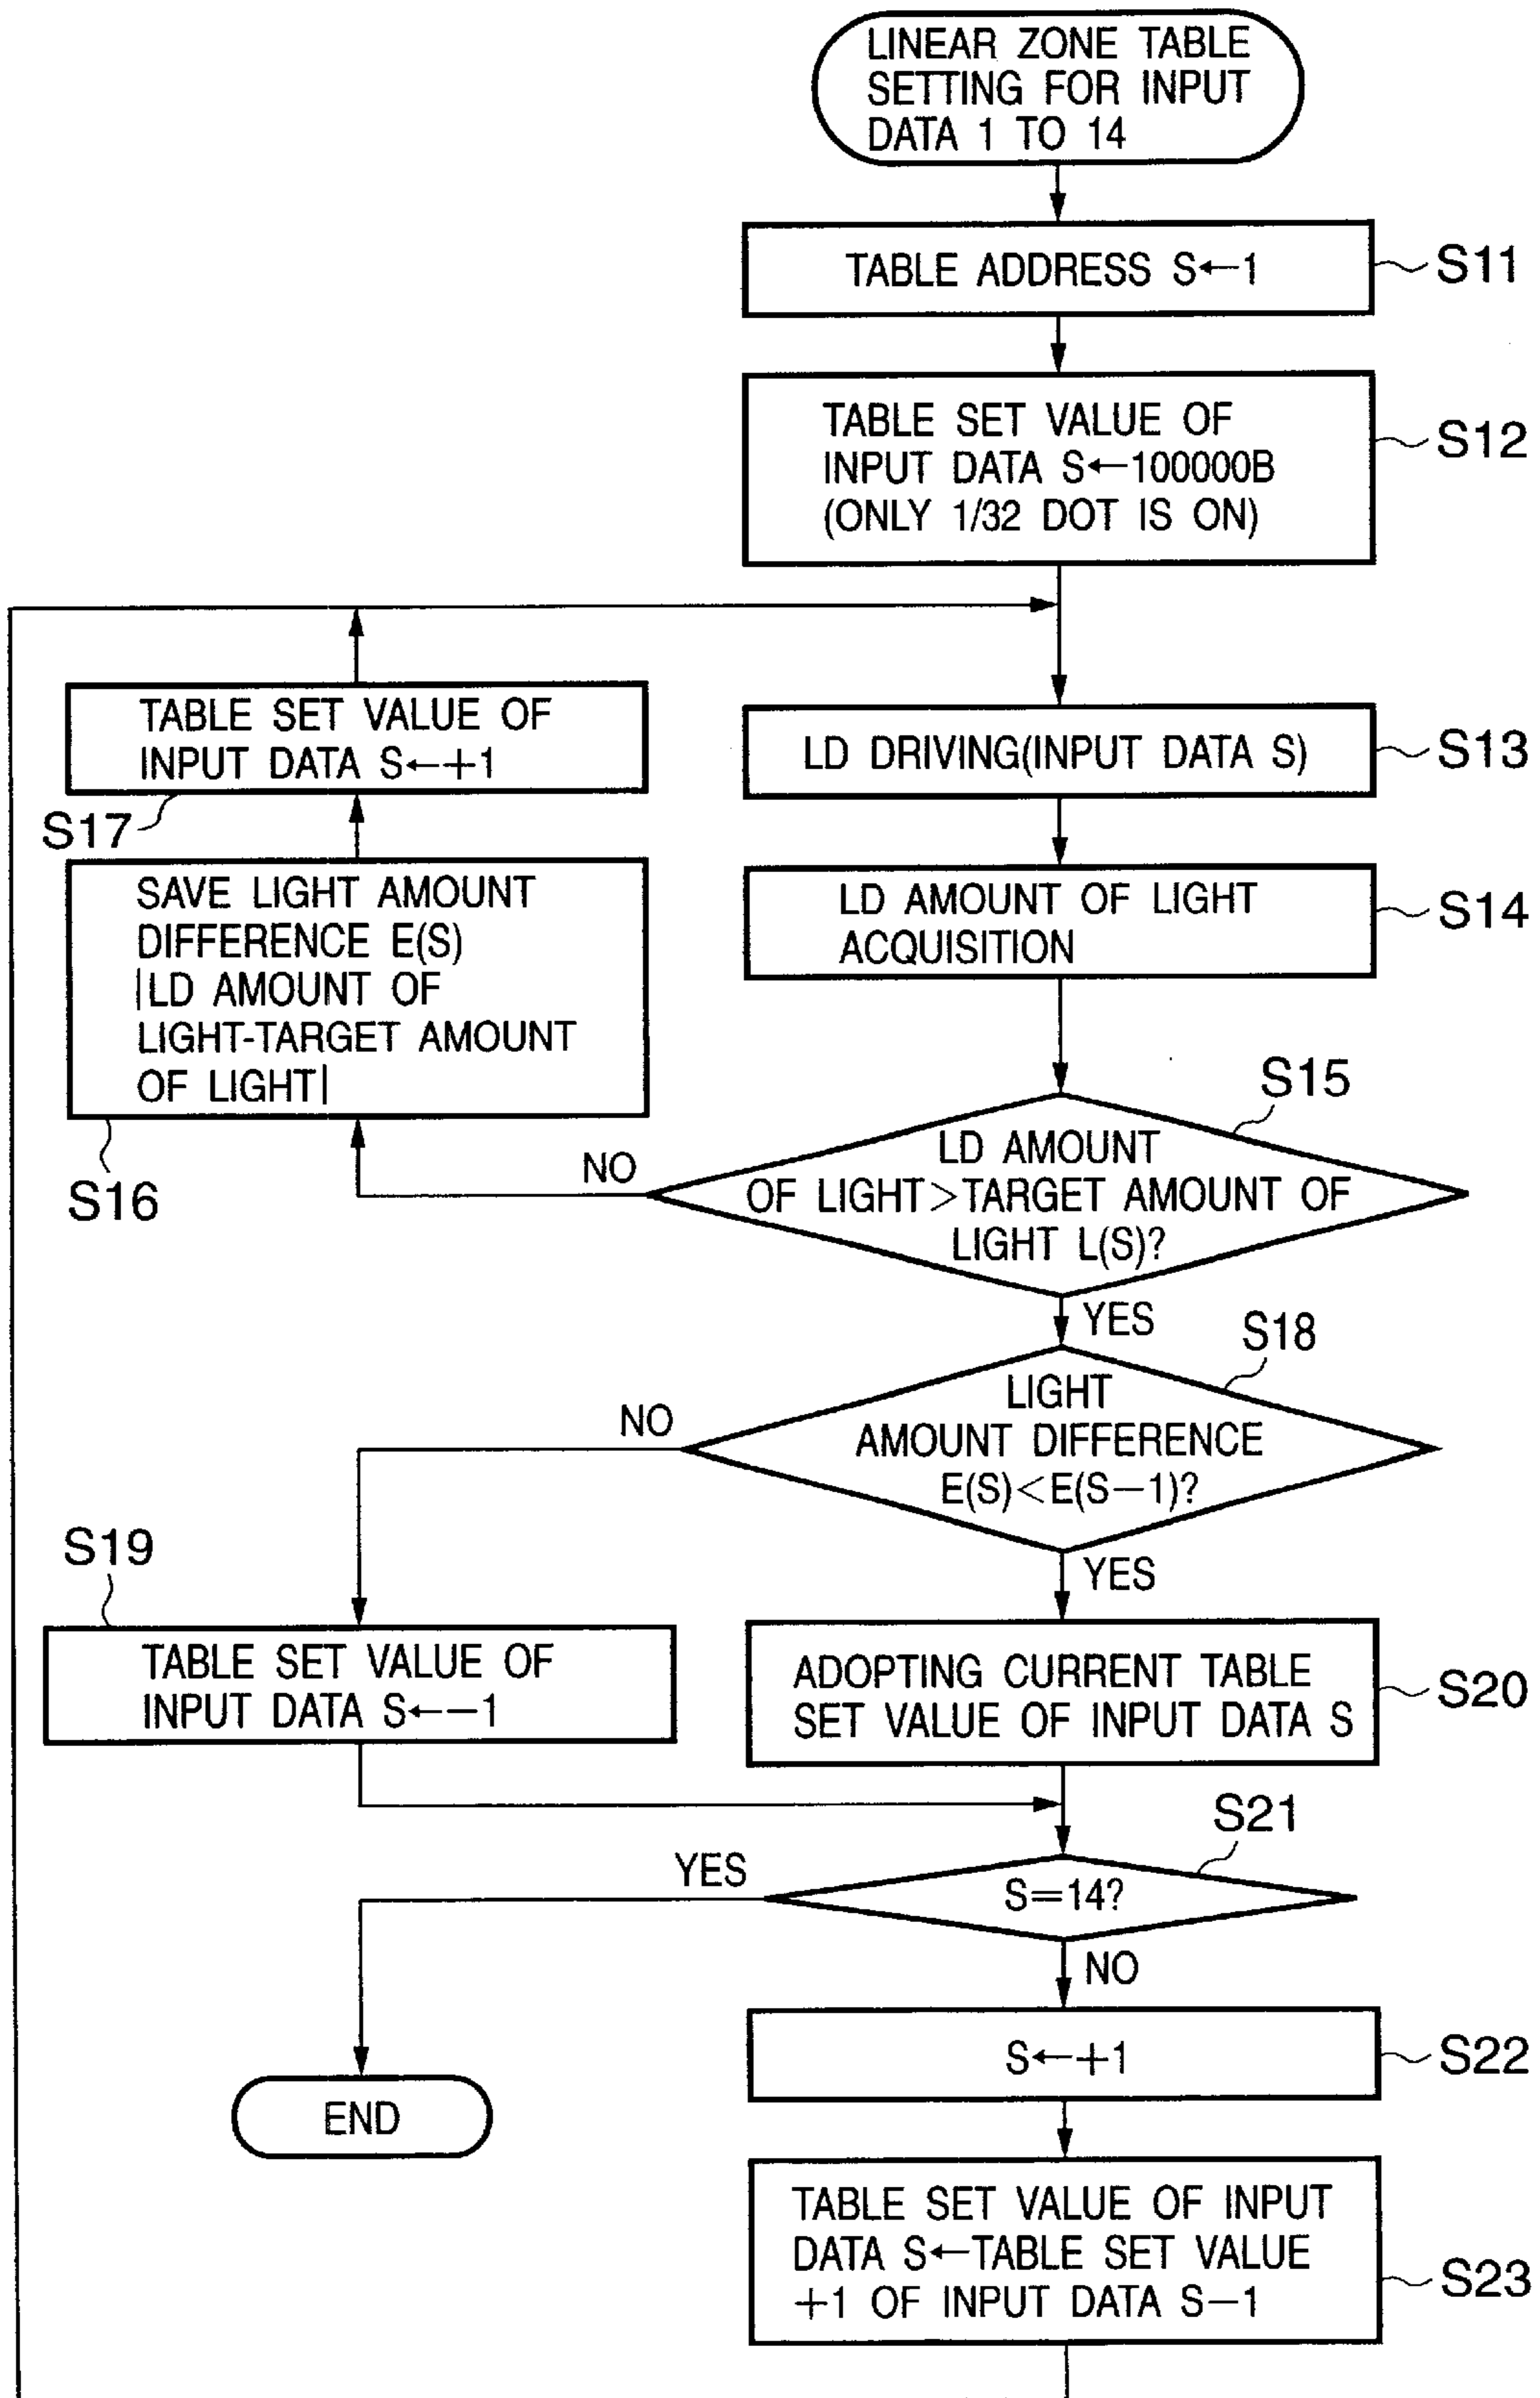 LINEAR ZONE TABLE
SETTING FOR INPUT
DATA 1 TO 14
TABLE ADDRESS S←1
S11
TABLE SET VALUE OF
INPUT DATA S←100000B
(ONLY 1/32 DOT IS ON)
S12
TABLE SET VALUE OF
INPUT DATA S←+1
S17
LD DRIVING(INPUT DATA S)
S13
SAVE LIGHT AMOUNT
DIFFERENCE E(S)
|LD AMOUNT OF
LIGHT-TARGET AMOUNT
OF LIGHT|
S16
LD AMOUNT OF LIGHT
ACQUISITION
S14
S15
LD AMOUNT
OF LIGHT>TARGET AMOUNT OF
LIGHT L(S)?
NO
YES
S18
LIGHT
AMOUNT DIFFERENCE
E(S)<E(S−1)?
NO
YES
S19
TABLE SET VALUE OF
INPUT DATA S←−1
ADOPTING CURRENT TABLE
SET VALUE OF INPUT DATA S
S20
S21
S=14?
YES
NO
END
S←+1
S22
TABLE SET VALUE OF INPUT
DATA S←TABLE SET VALUE
+1 OF INPUT DATA S−1
S23